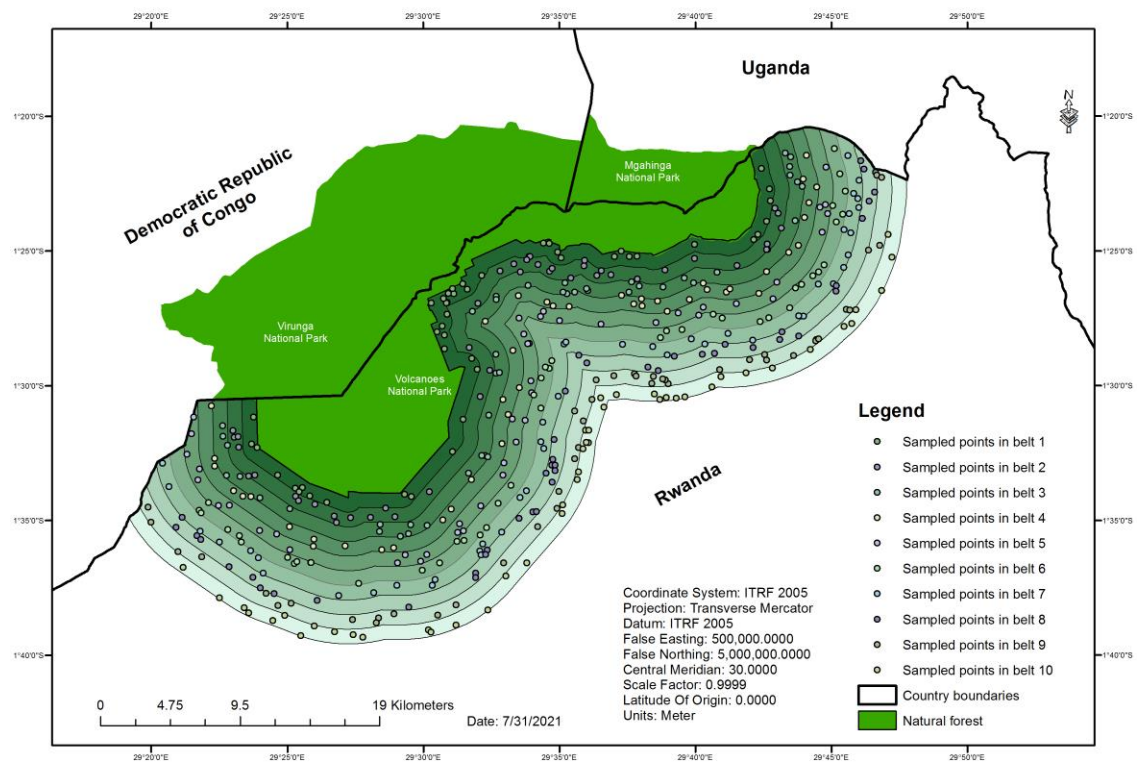 29°20'0"E
29°25'0"E
29°30'0"E
29°35'0"E
29°40'0"E
29°45'0"E
29°50'0"E
Uganda
N
1°20'0"S
1°20'0"S
Mgahinga
National Park
Democratic Republic
of Congo
1°25'0"S
1°25'0"S
Virunga
National Park
Volcanoes
National Park
1°30'0"S
1°30'0"S
Rwanda
1°35'0"S
1°35'0"S
1°40'0"S
1°40'0"S
Legend
Sampled points in belt 1
Sampled points in belt 2
Sampled points in belt 3
Sampled points in belt 4
Sampled points in belt 5
Sampled points in belt 6
Sampled points in belt 7
Sampled points in belt 8
Sampled points in belt 9
Sampled points in belt 10
Country boundaries
Natural forest
Coordinate System: ITRF 2005
Projection: Transverse Mercator
Datum: ITRF 2005
False Easting: 500,000.0000
False Northing: 5,000,000.0000
Central Meridian: 30.0000
Scale Factor: 0.9999
Latitude Of Origin: 0.0000
Units: Meter
0 4.75 9.5 19 Kilometers
Date: 7/31/2021
29°20'0"E
29°25'0"E
29°30'0"E
29°35'0"E
29°40'0"E
29°45'0"E
29°50'0"E